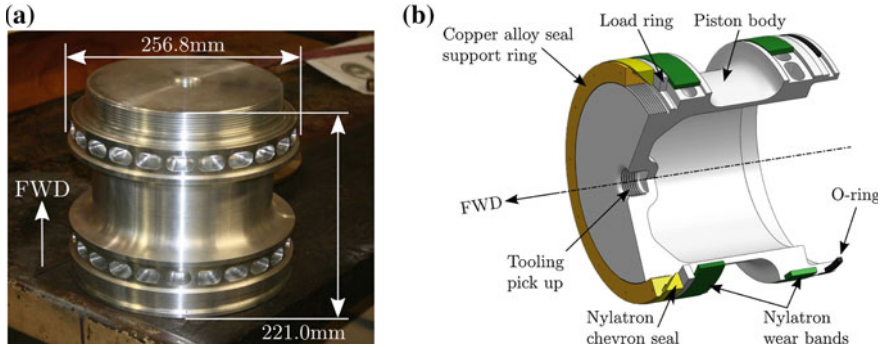 (a)
256.8mm
FWD
221.0mm
(b)
Copper alloy seal
support ring
Load ring
Piston body
FWD
O-ring
Tooling
pick up
Nylatron
chevron seal
Nylatron
wear bands